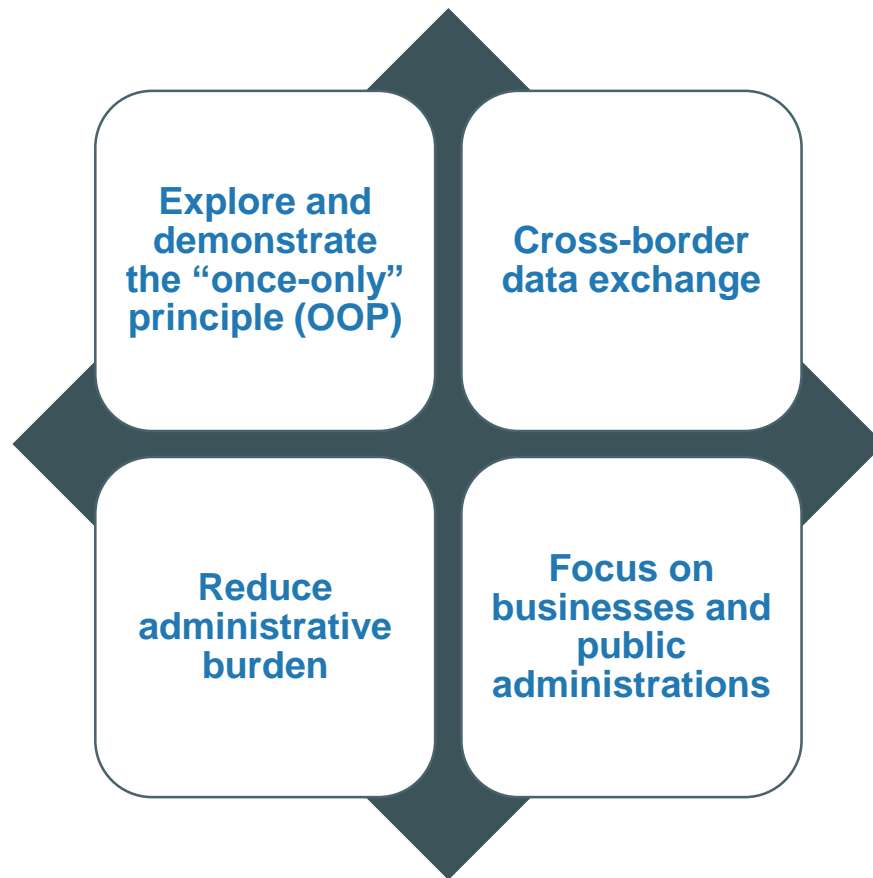 Explore and
demonstrate
the “once-only”
principle (OOP)
Cross-border
data exchange
Reduce
administrative
burden
Focus on
businesses and
public
administrations